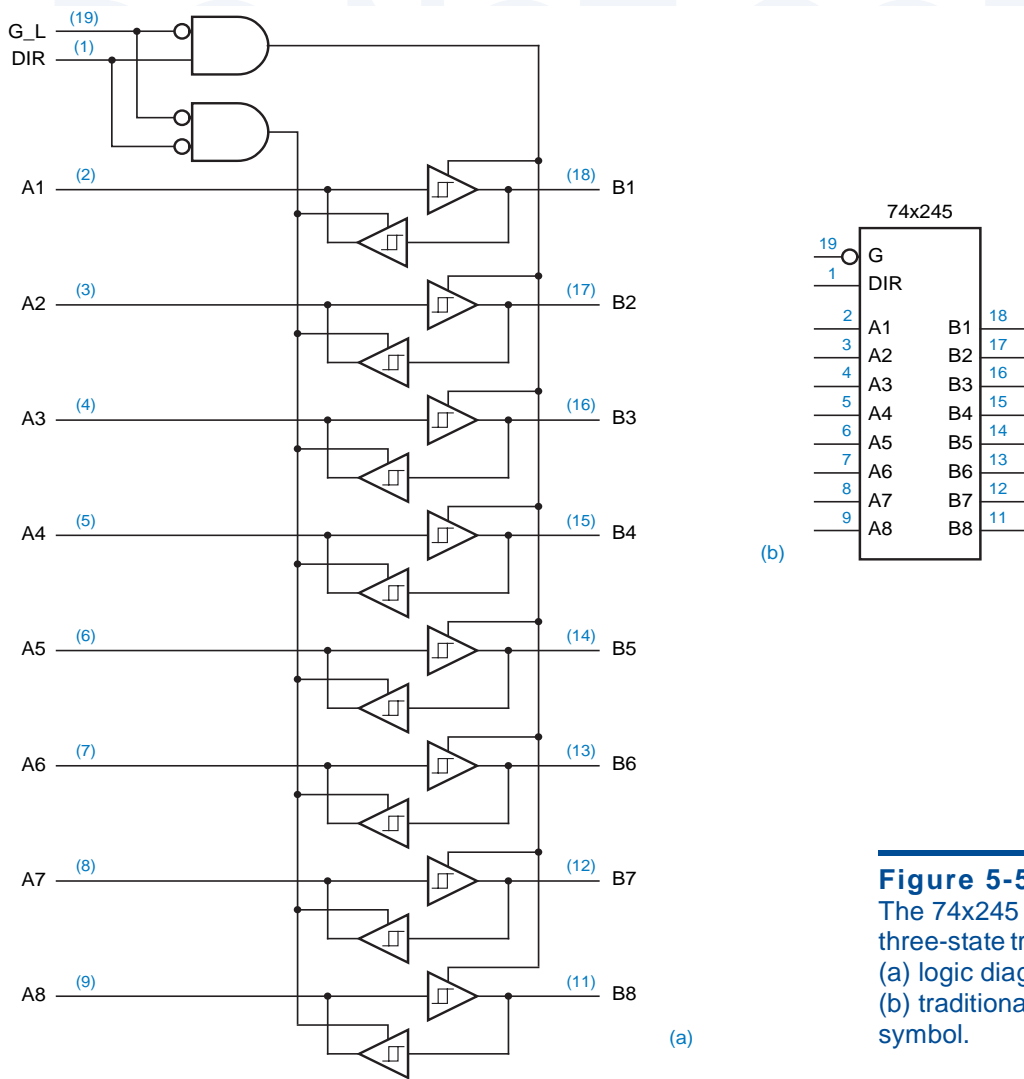 G_L (19)
DIR (1)
A1 (2) (18) B1
A2 (3) (17) B2
A3 (4) (16) B3
A4 (5) (15) B4
A5 (6) (14) B5
A6 (7) (13) B6
A7 (8) (12) B7
A8 (9) (11) B8
(a)
74x245
19 G
1 DIR
2 A1 B1 18
3 A2 B2 17
4 A3 B3 16
5 A4 B4 15
6 A5 B5 14
7 A6 B6 13
8 A7 B7 12
9 A8 B8 11
(b)
Figure
The 74x245
three-state
(a) logic
(b)
symbol.